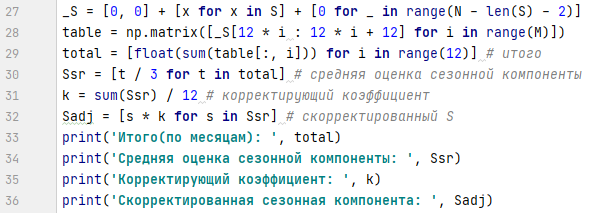 27 _S = [0, 0] + [x for x in S] + [0 for _ in range(N - len(S) - 2)]
28 table = np.matrix([_S[12 * i : 12 * i + 12] for i in range(M)])
29 total = [float(sum(table[:, i])) for i in range(12)] # итого
30 Ssr = [t / 3 for t in total] # средняя оценка сезонной компоненты
31 k = sum(Ssr) / 12 # корректирующий коэффициент
32 Sadj = [s * k for s in Ssr] # скорректированный S
33 print('Итого(по месяцам): ', total)
34 print('Средняя оценка сезонной компоненты: ', Ssr)
35 print('Корректирующий коэффициент: ', k)
36 print('Скорректированная сезонная компонента: ', Sadj)